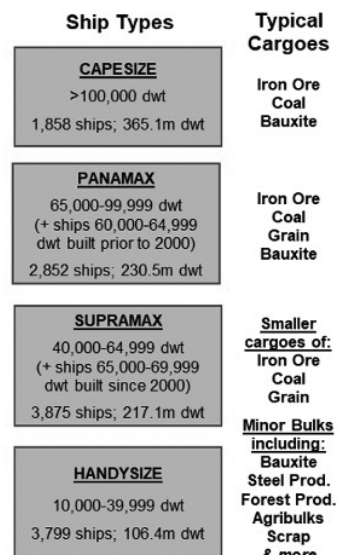 Ship Types
Typical
Cargoes
CAPESIZE
>100,000 dwt
1,858 ships; 365.1m dwt
Iron Ore
Coal
Bauxite
PANAMAX
65,000-99,999 dwt
(+ ships 60,000-64,999
dwt built prior to 2000)
2,852 ships; 230.5m dwt
Iron Ore
Coal
Grain
Bauxite
SUPRAMAX
40,000-64,999 dwt
(+ ships 65,000-69,999
dwt built since 2000)
3,875 ships; 217.1m dwt
Smaller
cargoes of:
Iron Ore
Coal
Grain
HANDYSIZE
10,000-39,999 dwt
3,799 ships; 106.4m dwt
Minor Bulks
including:
Bauxite
Steel Prod.
Forest Prod.
Agribulks
Scrap
& more